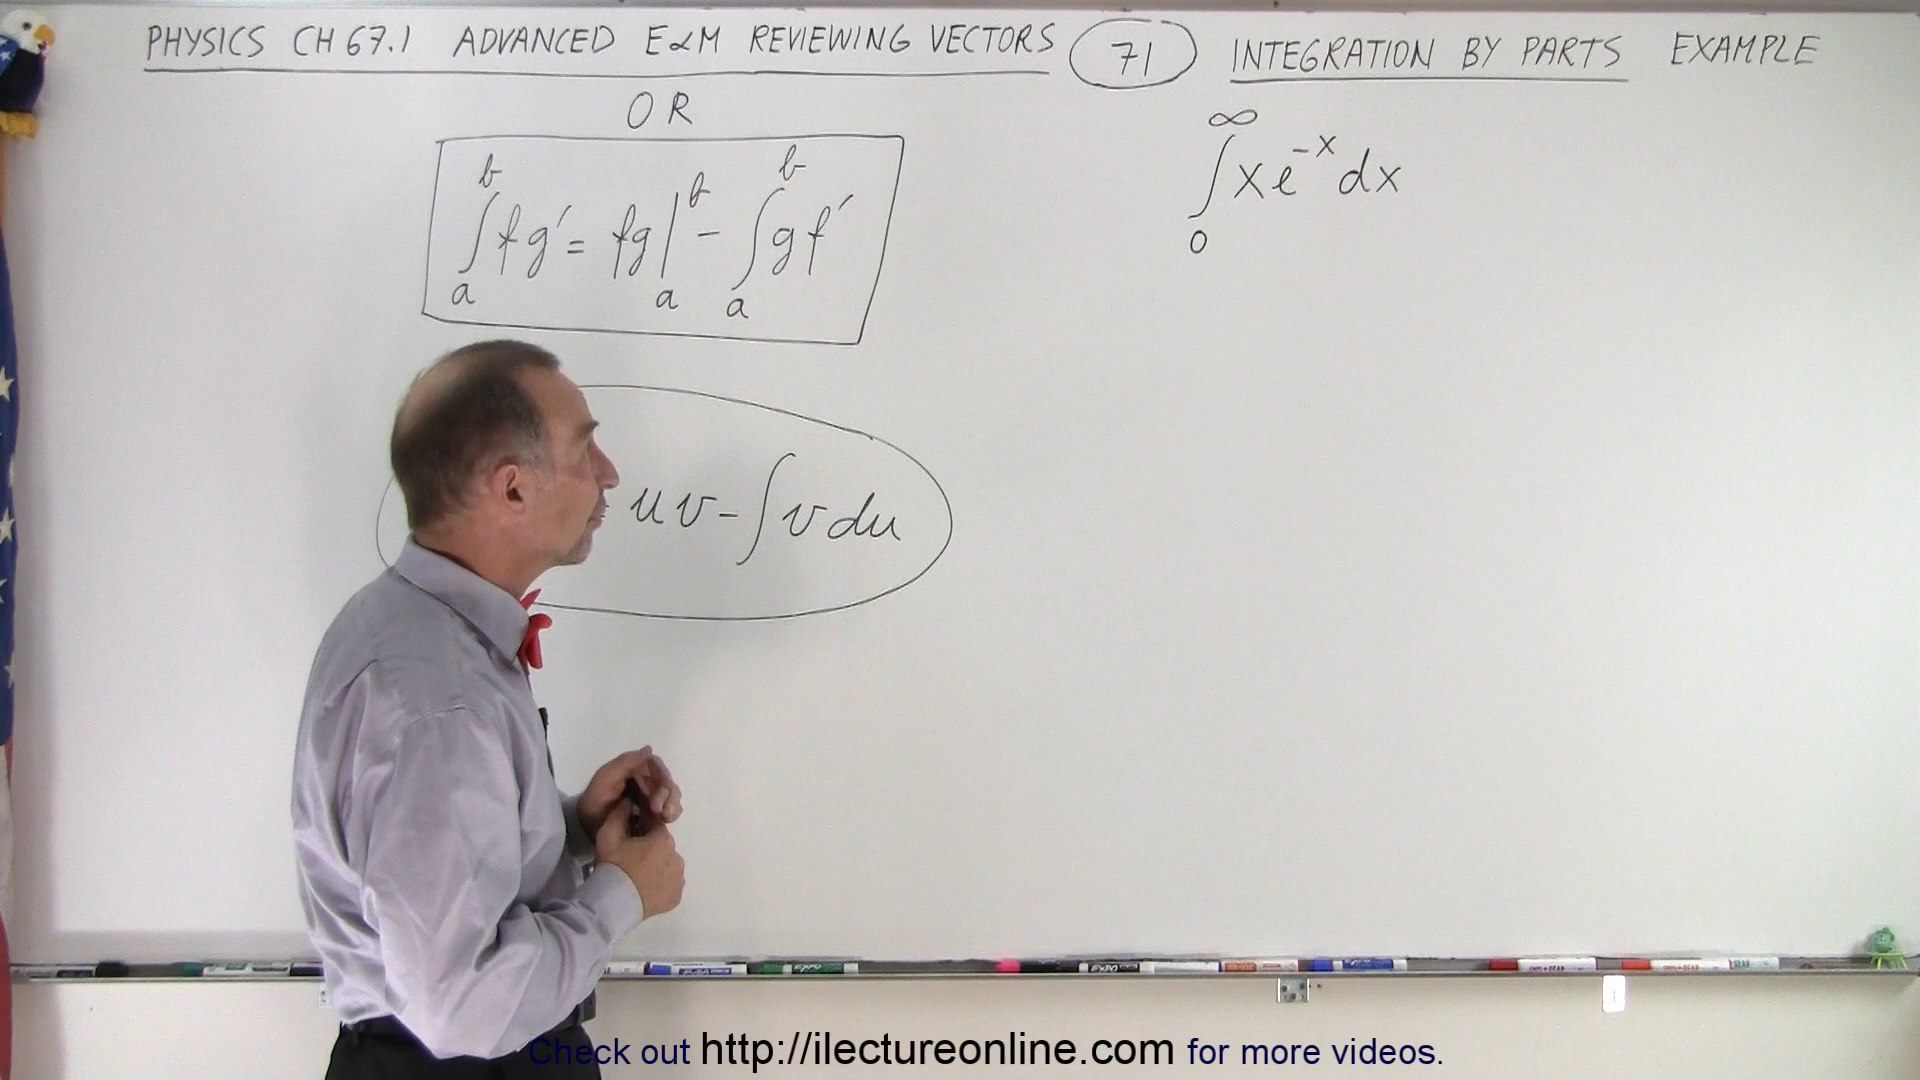 PHYSICS CH 67.1 ADVANCED E&M REVIEWING VECTORS 71 INTEGRATION BY PARTS EXAMPLE
OR
∫ₐᵇ fg' = fg|ₐᵇ - ∫ₐᵇ gf'
∫₀^∞ xe^(-x) dx
uv - ∫v du
Check out http://ilectureonline.com for more videos.